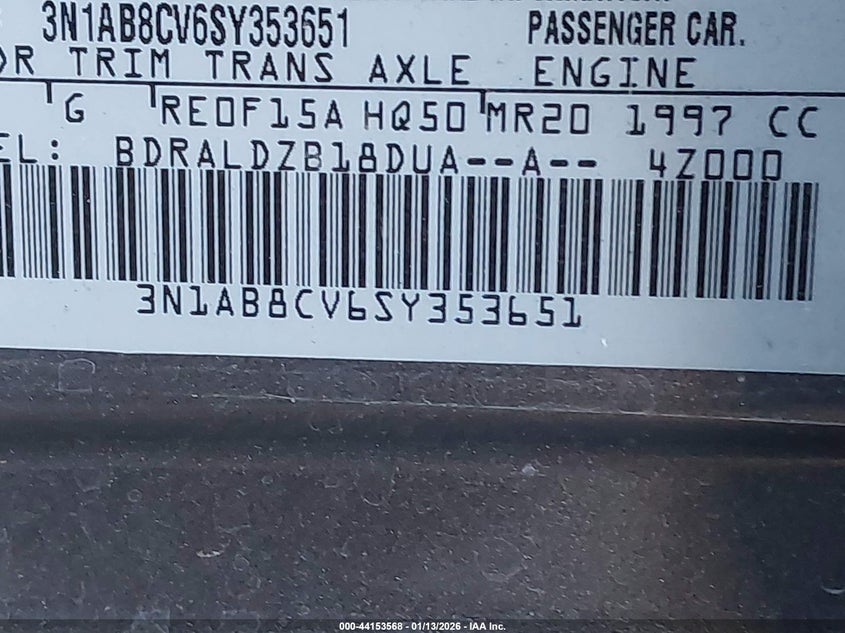 3N1AB8CV6SY353651 PASSENGER CAR.
OR TRIM TRANS AXLE ENGINE
G RE0F15A HQ50 MR20 1997 CC
EL: BDRALDZB18DUA--A-- 4Z000
3N1AB8CV6SY353651
000-44153568 - 01/13/2026 - IAA Inc.